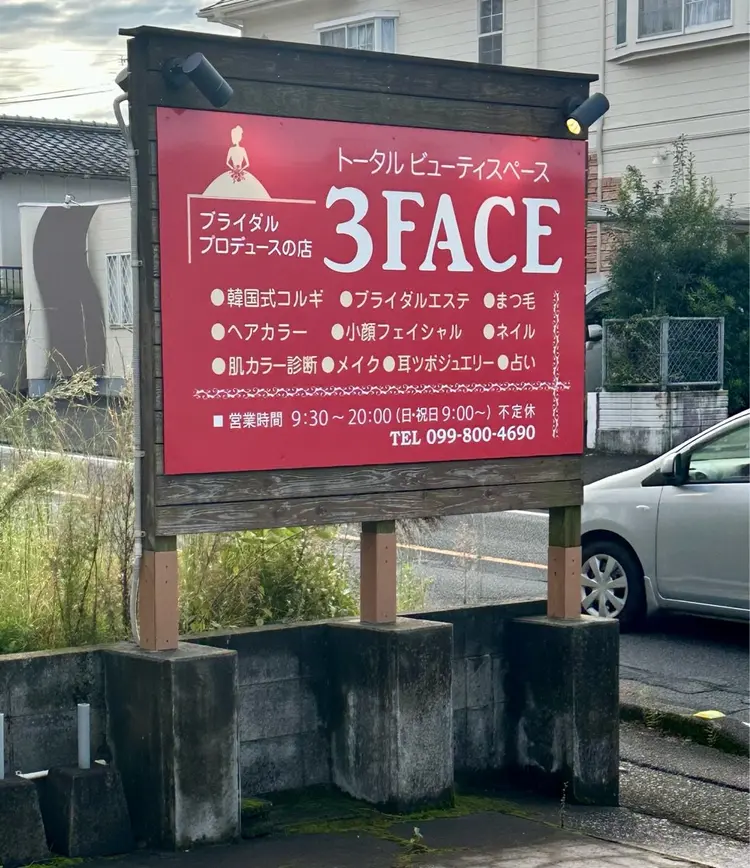 トータル ビューティスペース
ブライダル
プロデュースの店
3FACE
●韓国式コルギ ●ブライダルエステ ●まつ毛
●ヘアカラー ●小顔フェイシャル ●ネイル
●肌カラー診断 ●メイク ●耳ツボジュエリー ●占い
■ 営業時間 9:30～20:00 (日・祝日 9:00～) 不定休
TEL 099-800-4690